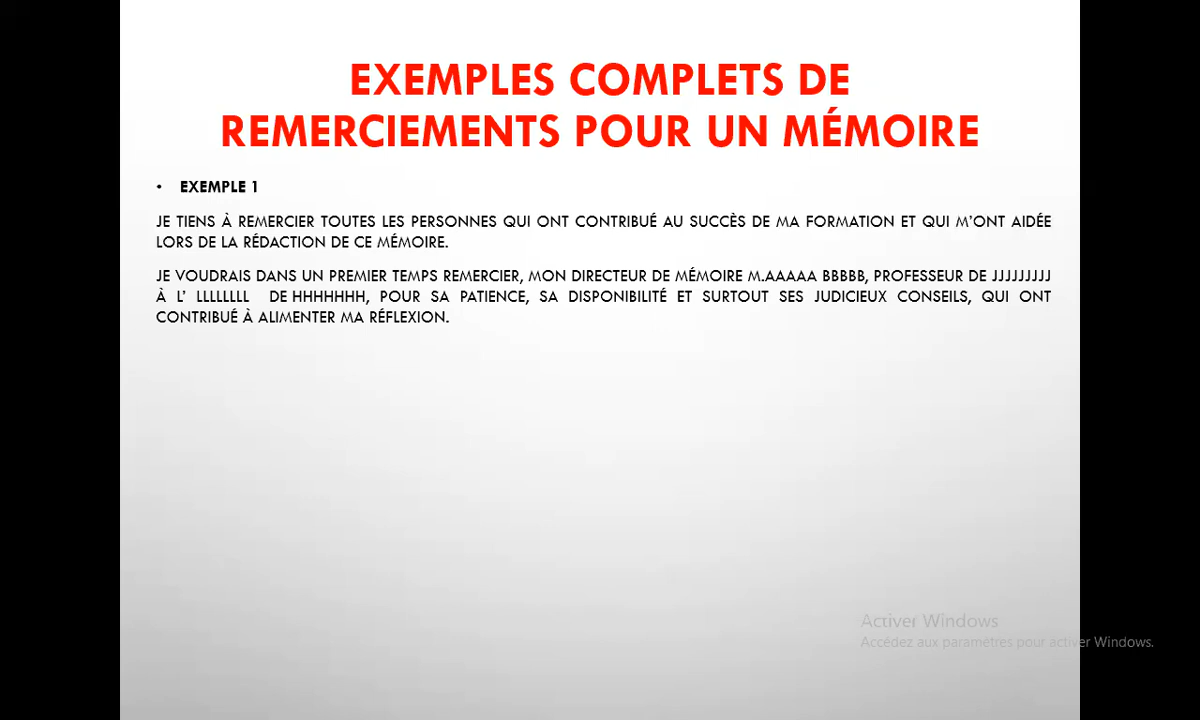 EXEMPLES COMPLETS DE
REMERCIEMENTS POUR UN MÉMOIRE
• EXEMPLE 1
JE TIENS À REMERCIER TOUTES LES PERSONNES QUI ONT CONTRIBUÉ AU SUCCÈS DE MA FORMATION ET QUI M'ONT AIDÉE
LORS DE LA RÉDACTION DE CE MÉMOIRE.
JE VOUDRAIS DANS UN PREMIER TEMPS REMERCIER, MON DIRECTEUR DE MÉMOIRE M.AAAAA BBBBB, PROFESSEUR DE JJJJJJJJJ
À L' LLLLLLLL DE HHHHHHH, POUR SA PATIENCE, SA DISPONIBILITÉ ET SURTOUT SES JUDICIEUX CONSEILS, QUI ONT
CONTRIBUÉ À ALIMENTER MA RÉFLEXION.
Activer Windows
Accédez aux paramètres pour activer Windows.